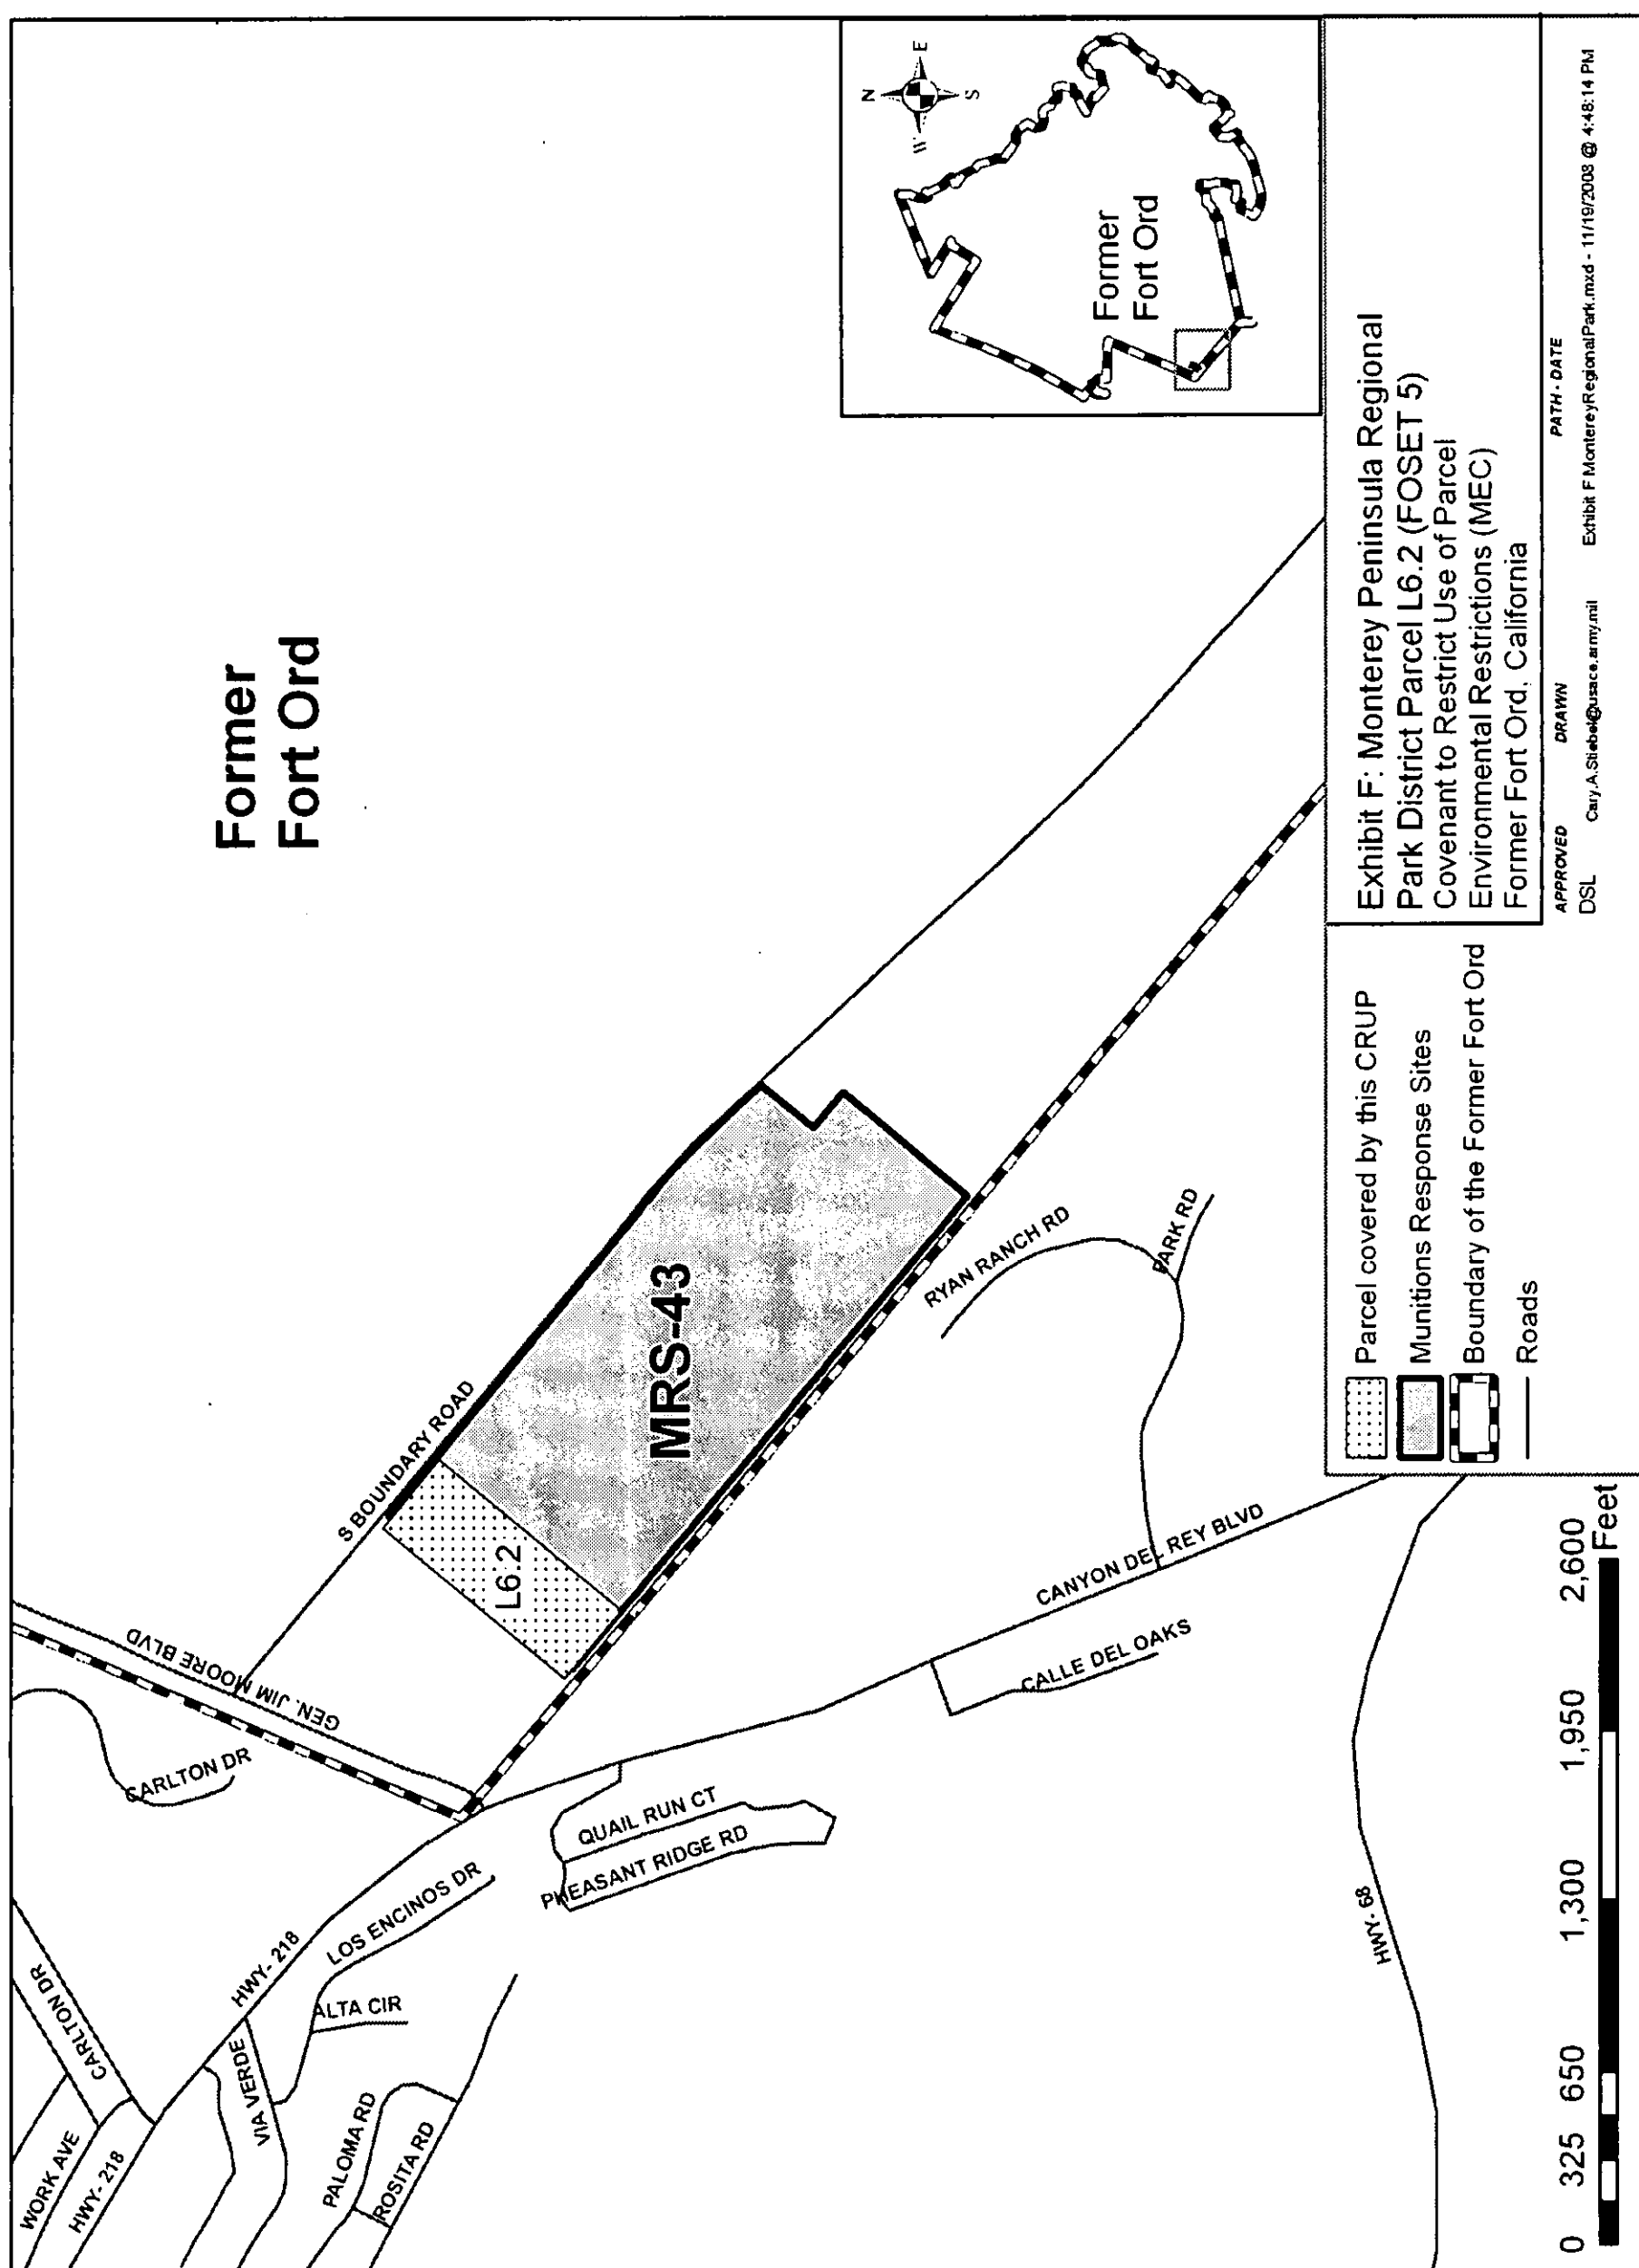 Former
Fort Ord
WORK AVE
HWY- 218
CARLTON DR
VIA VERDE
HWY- 218
ALTA CIR
PALOMA RD
ROSITA RD
LOS ENCINOS DR
CARLTON DR
GEN. JIM MOORE BLVD
S BOUNDARY ROAD
L6.2
MRS-43
QUAIL RUN CT
PHEASANT RIDGE RD
CALLE DEL OAKS
CANYON DEL REY BLVD
RYAN RANCH RD
PARK RD
HWY- 68
N
W
E
S
Former
Fort Ord
0 325 650 1,300 1,950 2,600
Feet
Parcel covered by this CRUP
Munitions Response Sites
Boundary of the Former Fort Ord
Roads
Exhibit F: Monterey Peninsula Regional
Park District Parcel L6.2 (FOSET 5)
Covenant to Restrict Use of Parcel
Environmental Restrictions (MEC)
Former Fort Ord, California
APPROVED DRAWN PATH - DATE
DSL Cary.A.Stiebel@usace.army.mil Exhibit F MontereyRegionalPark.mxd - 11/19/2008 @ 4:48:14 PM